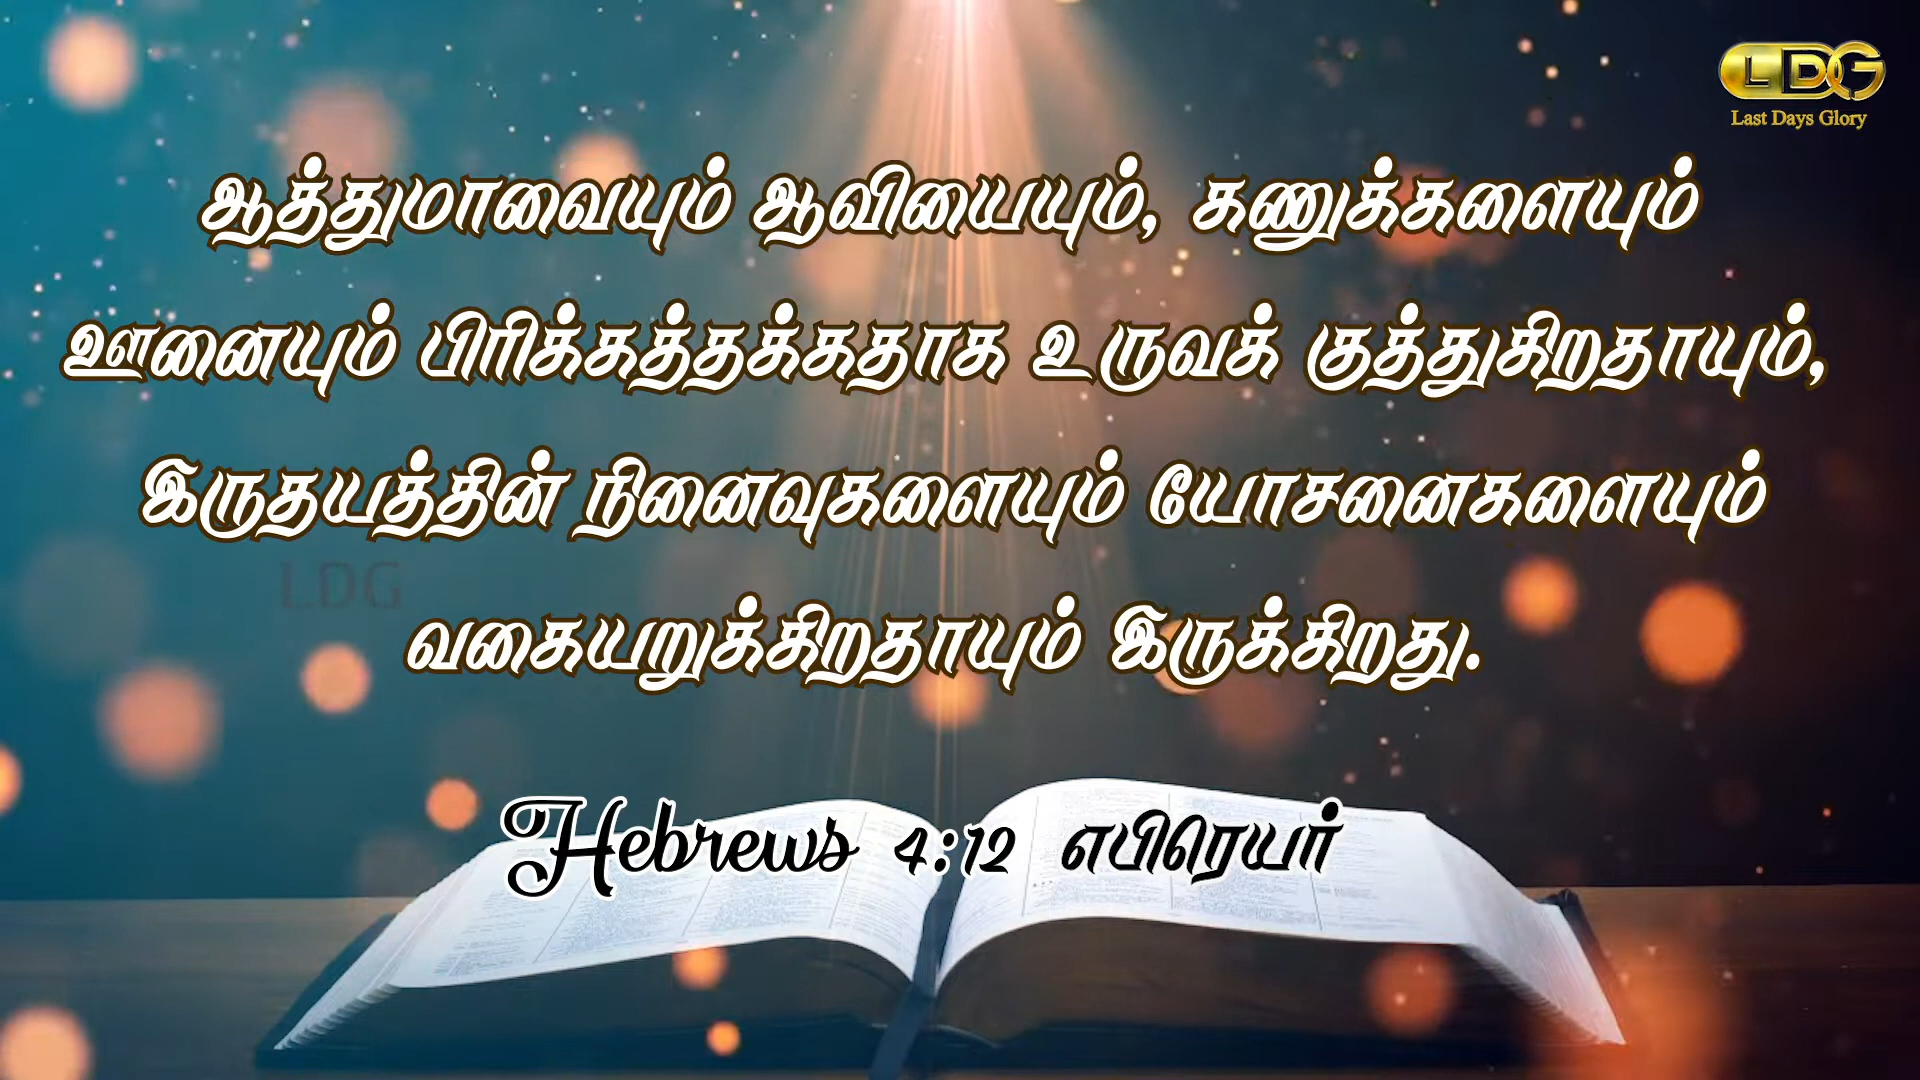 LDG
Last Days Glory
ஆத்துமாவையும் ஆவியையும், கணுக்களையும்
ஊனையும் பிரிக்கத்தக்கதாக உருவக் குத்துகிறதாயும்,
இருதயத்தின் நினைவுகளையும் யோசனைகளையும்
LDG
வகையறுக்கிறதாயும் இருக்கிறது.
Hebrews 4:12 எபிரெயர்